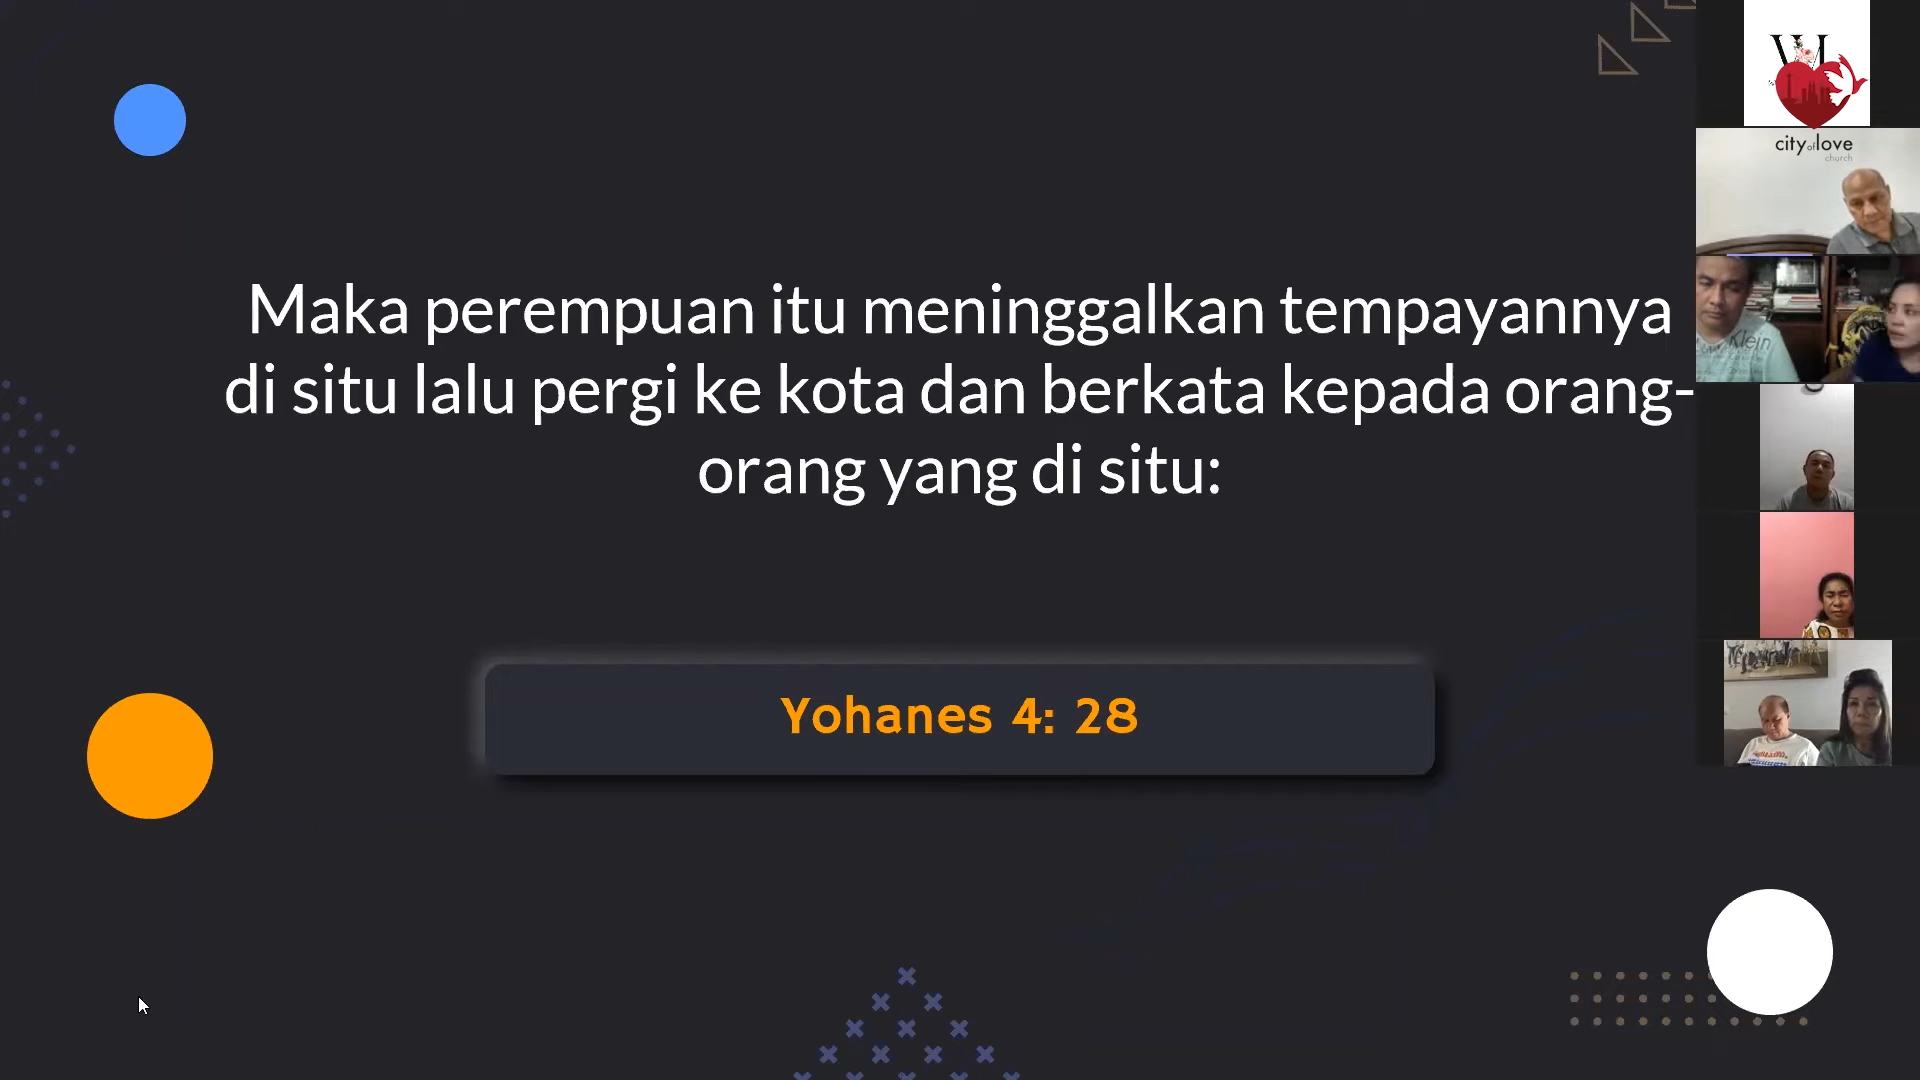 Maka perempuan itu meninggalkan tempayannya
di situ lalu pergi ke kota dan berkata kepada orang-
orang yang di situ:
Yohanes 4: 28
city of love
church
Klein